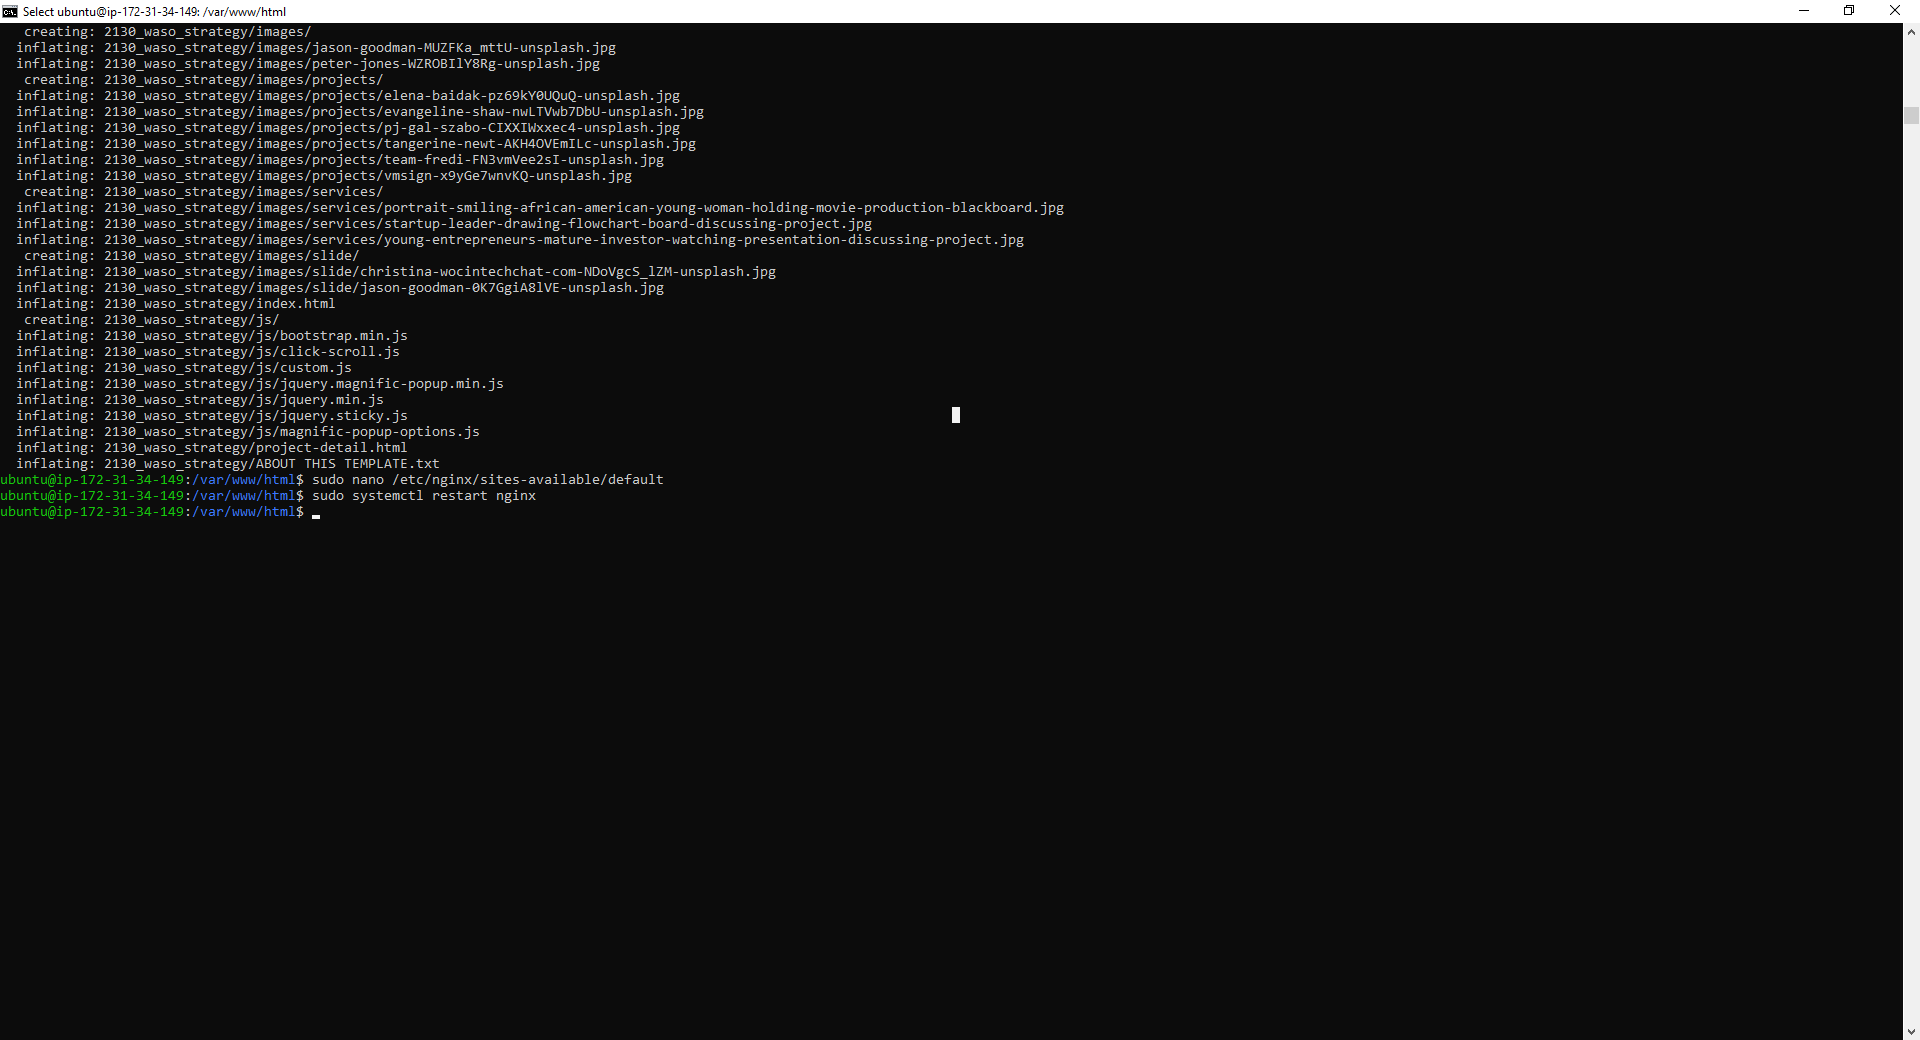 Select ubuntu@ip-172-31-34-149: /var/www/html
creating: 2130_waso_strategy/images/
inflating: 2130_waso_strategy/images/jason-goodman-MUZFKa_mttU-unsplash.jpg
inflating: 2130_waso_strategy/images/peter-jones-WZROBIlY8Rg-unsplash.jpg
creating: 2130_waso_strategy/images/projects/
inflating: 2130_waso_strategy/images/projects/elena-baidak-pz69kY0UQuQ-unsplash.jpg
inflating: 2130_waso_strategy/images/projects/evangeline-shaw-nwLTVwb7DbU-unsplash.jpg
inflating: 2130_waso_strategy/images/projects/pj-gal-szabo-CIXXIWxxec4-unsplash.jpg
inflating: 2130_waso_strategy/images/projects/tangerine-newt-AKH4OVEmILc-unsplash.jpg
inflating: 2130_waso_strategy/images/projects/team-fredi-FN3vmVee2sI-unsplash.jpg
inflating: 2130_waso_strategy/images/projects/vmsign-x9yGe7wnvKQ-unsplash.jpg
creating: 2130_waso_strategy/images/services/
inflating: 2130_waso_strategy/images/services/portrait-smiling-african-american-young-woman-holding-movie-production-blackboard.jpg
inflating: 2130_waso_strategy/images/services/startup-leader-drawing-flowchart-board-discussing-project.jpg
inflating: 2130_waso_strategy/images/services/young-entrepreneurs-mature-investor-watching-presentation-discussing-project.jpg
creating: 2130_waso_strategy/images/slide/
inflating: 2130_waso_strategy/images/slide/christina-wocintechchat-com-NDoVgcS_lZM-unsplash.jpg
inflating: 2130_waso_strategy/images/slide/jason-goodman-0K7GgiA8lVE-unsplash.jpg
inflating: 2130_waso_strategy/index.html
creating: 2130_waso_strategy/js/
inflating: 2130_waso_strategy/js/bootstrap.min.js
inflating: 2130_waso_strategy/js/click-scroll.js
inflating: 2130_waso_strategy/js/custom.js
inflating: 2130_waso_strategy/js/jquery.magnific-popup.min.js
inflating: 2130_waso_strategy/js/jquery.min.js
inflating: 2130_waso_strategy/js/jquery.sticky.js
inflating: 2130_waso_strategy/js/magnific-popup-options.js
inflating: 2130_waso_strategy/project-detail.html
inflating: 2130_waso_strategy/ABOUT THIS TEMPLATE.txt
ubuntu@ip-172-31-34-149:/var/www/html$ sudo nano /etc/nginx/sites-available/default
ubuntu@ip-172-31-34-149:/var/www/html$ sudo systemctl restart nginx
ubuntu@ip-172-31-34-149:/var/www/html$